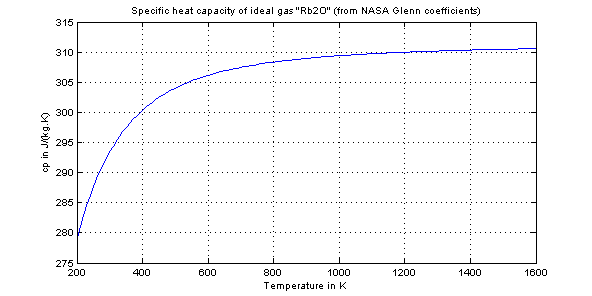 Specific heat capacity of ideal gas "Rb2O" (from NASA Glenn coefficients)
315
310
305
300
295
290
285
280
275
cp in J/(kg.K)
200 400 600 800 1000 1200 1400 1600
Temperature in K